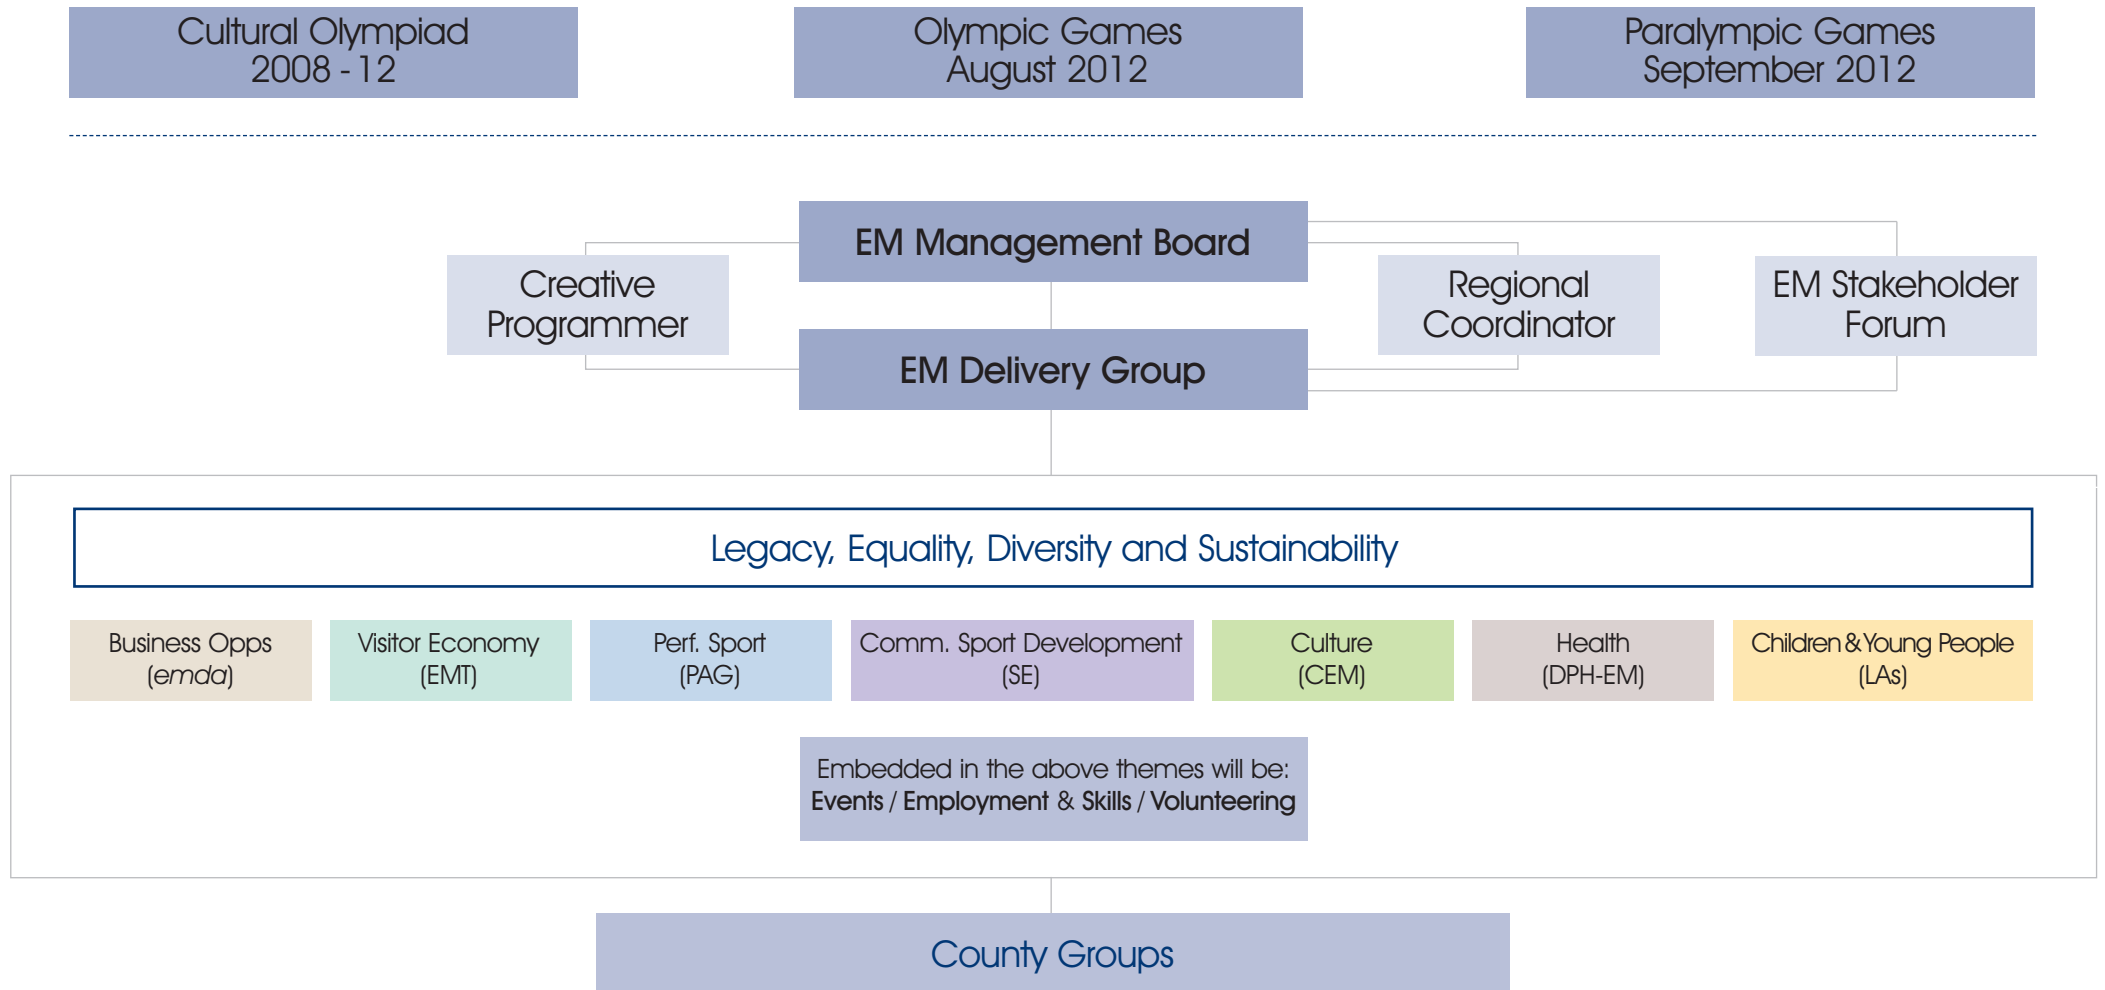 Cultural Olympiad
2008 - 12
Olympic Games
August 2012
Paralympic Games
September 2012
EM Management Board
Creative
Programmer
Regional
Coordinator
EM Stakeholder
Forum
EM Delivery Group
Legacy, Equality, Diversity and Sustainability
Business Opps
(emda)
Visitor Economy
(EMT)
Perf. Sport
(PAG)
Comm. Sport Development
(SE)
Culture
(CEM)
Health
(DPH-EM)
Children & Young People
(LAs)
Embedded in the above themes will be:
Events / Employment & Skills / Volunteering
County Groups